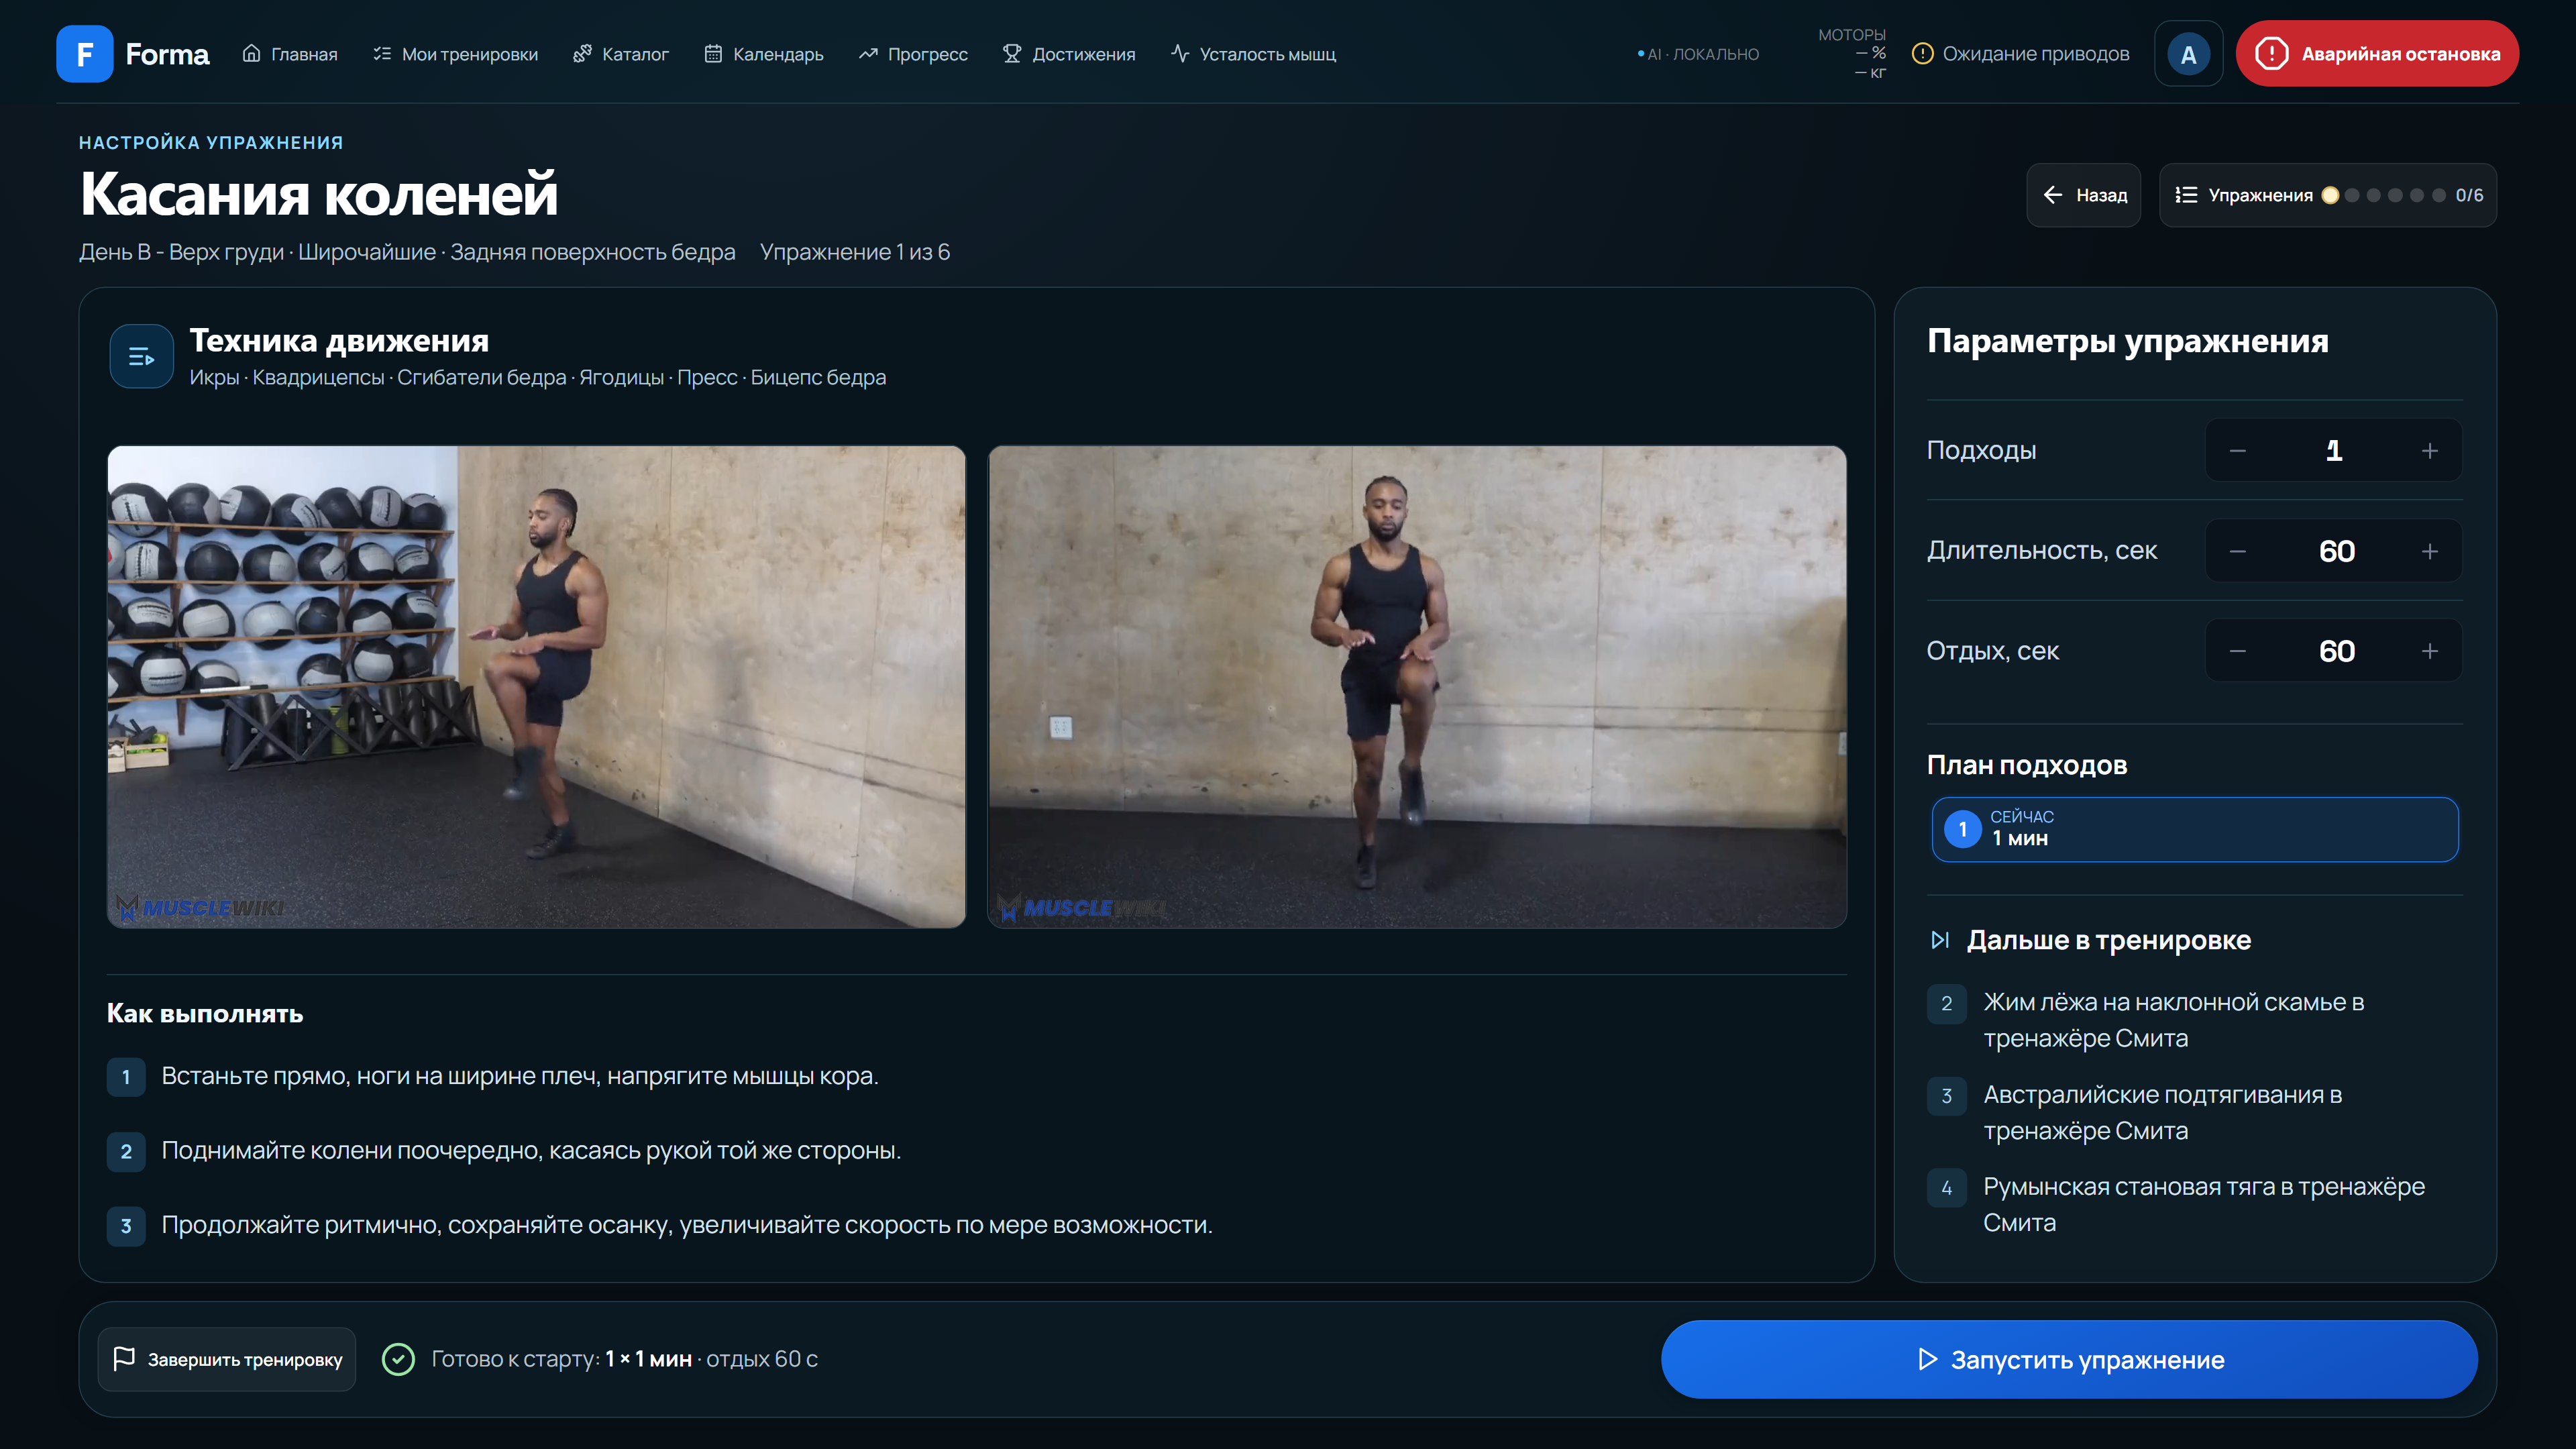 F Forma Главная Мои тренировки Каталог Календарь Прогресс Достижения Усталость мышц
AI · ЛОКАЛЬНО
МОТОРЫ
– %
– кг
Ожидание приводов
A
Аварийная остановка
НАСТРОЙКА УПРАЖНЕНИЯ
Касания коленей
День B - Верх груди · Широчайшие · Задняя поверхность бедра Упражнение 1 из 6
Назад
Упражнения 0/6
Техника движения
Икры · Квадрицепсы · Сгибатели бедра · Ягодицы · Пресс · Бицепс бедра
MUSCLEWIKI
MUSCLEWIKI
Как выполнять
1 Встаньте прямо, ноги на ширине плеч, напрягите мышцы кора.
2 Поднимайте колени поочередно, касаясь рукой той же стороны.
3 Продолжайте ритмично, сохраняйте осанку, увеличивайте скорость по мере возможности.
Параметры упражнения
Подходы − 1 +
Длительность, сек − 60 +
Отдых, сек − 60 +
План подходов
1 СЕЙЧАС
1 мин
Дальше в тренировке
2 Жим лёжа на наклонной скамье в
тренажёре Смита
3 Австралийские подтягивания в
тренажёре Смита
4 Румынская становая тяга в тренажёре
Смита
Завершить тренировку
Готово к старту: 1 × 1 мин · отдых 60 с
Запустить упражнение